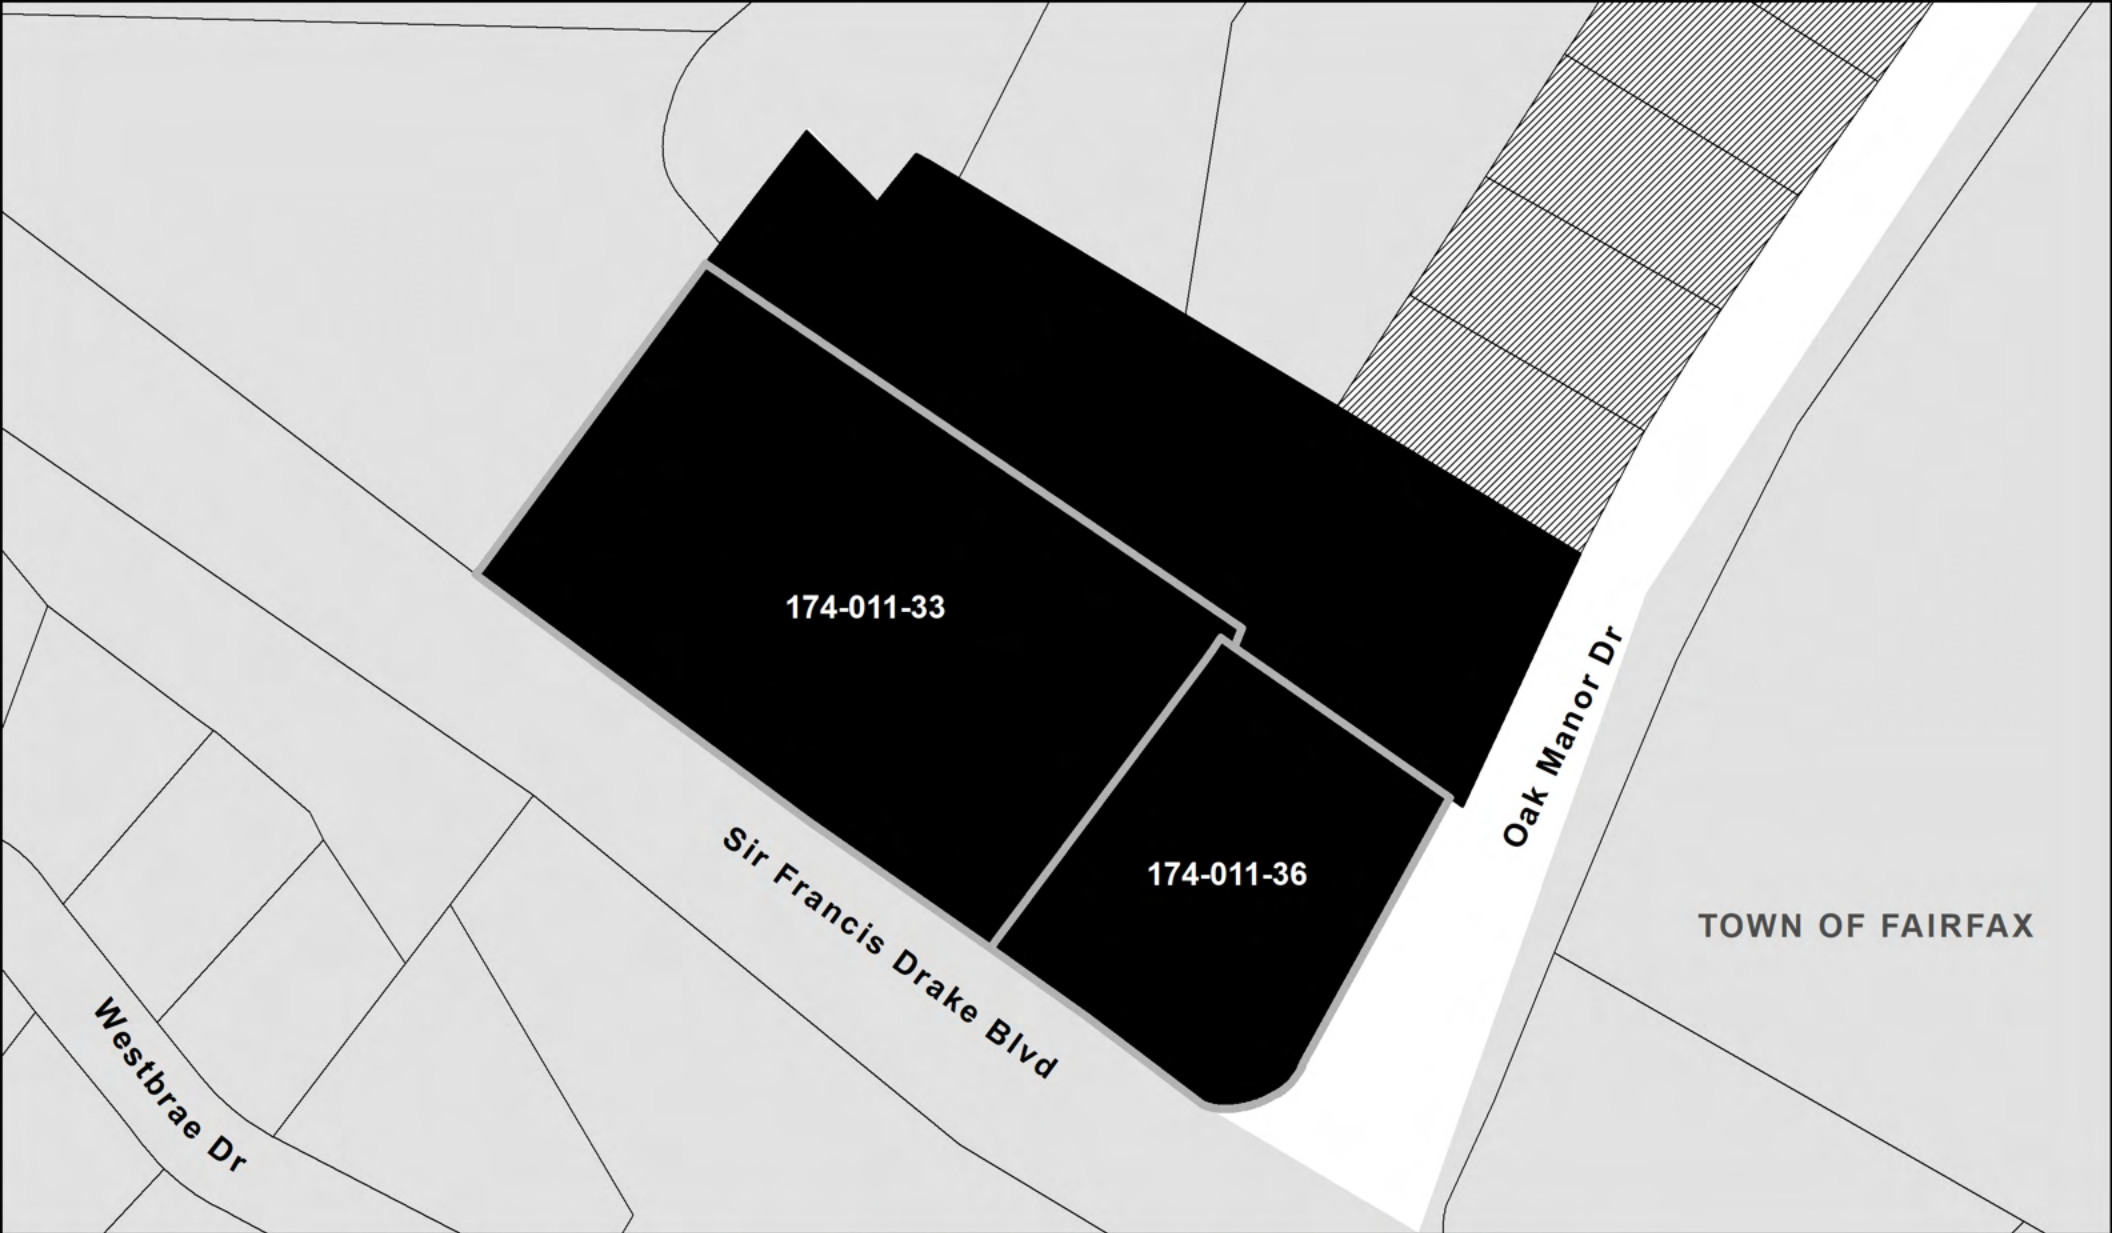 174-011-33
Oak Manor Dr
174-011-36
Sir Francis Drake Blvd
TOWN OF FAIRFAX
Westbrae Dr